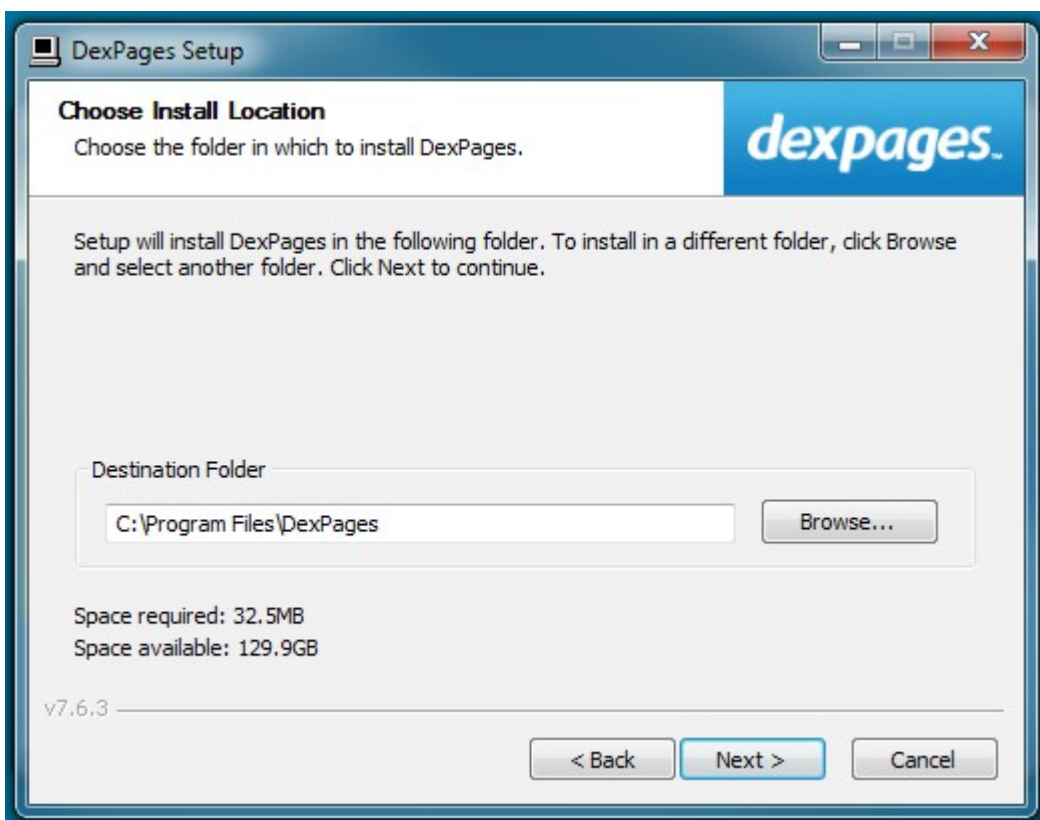 DexPages Setup
Choose Install Location
Choose the folder in which to install DexPages.
dexpages™
Setup will install DexPages in the following folder. To install in a different folder, click Browse
and select another folder. Click Next to continue.
Destination Folder
C:\Program Files\DexPages
Browse...
Space required: 32.5MB
Space available: 129.9GB
v7.6.3
< Back
Next >
Cancel